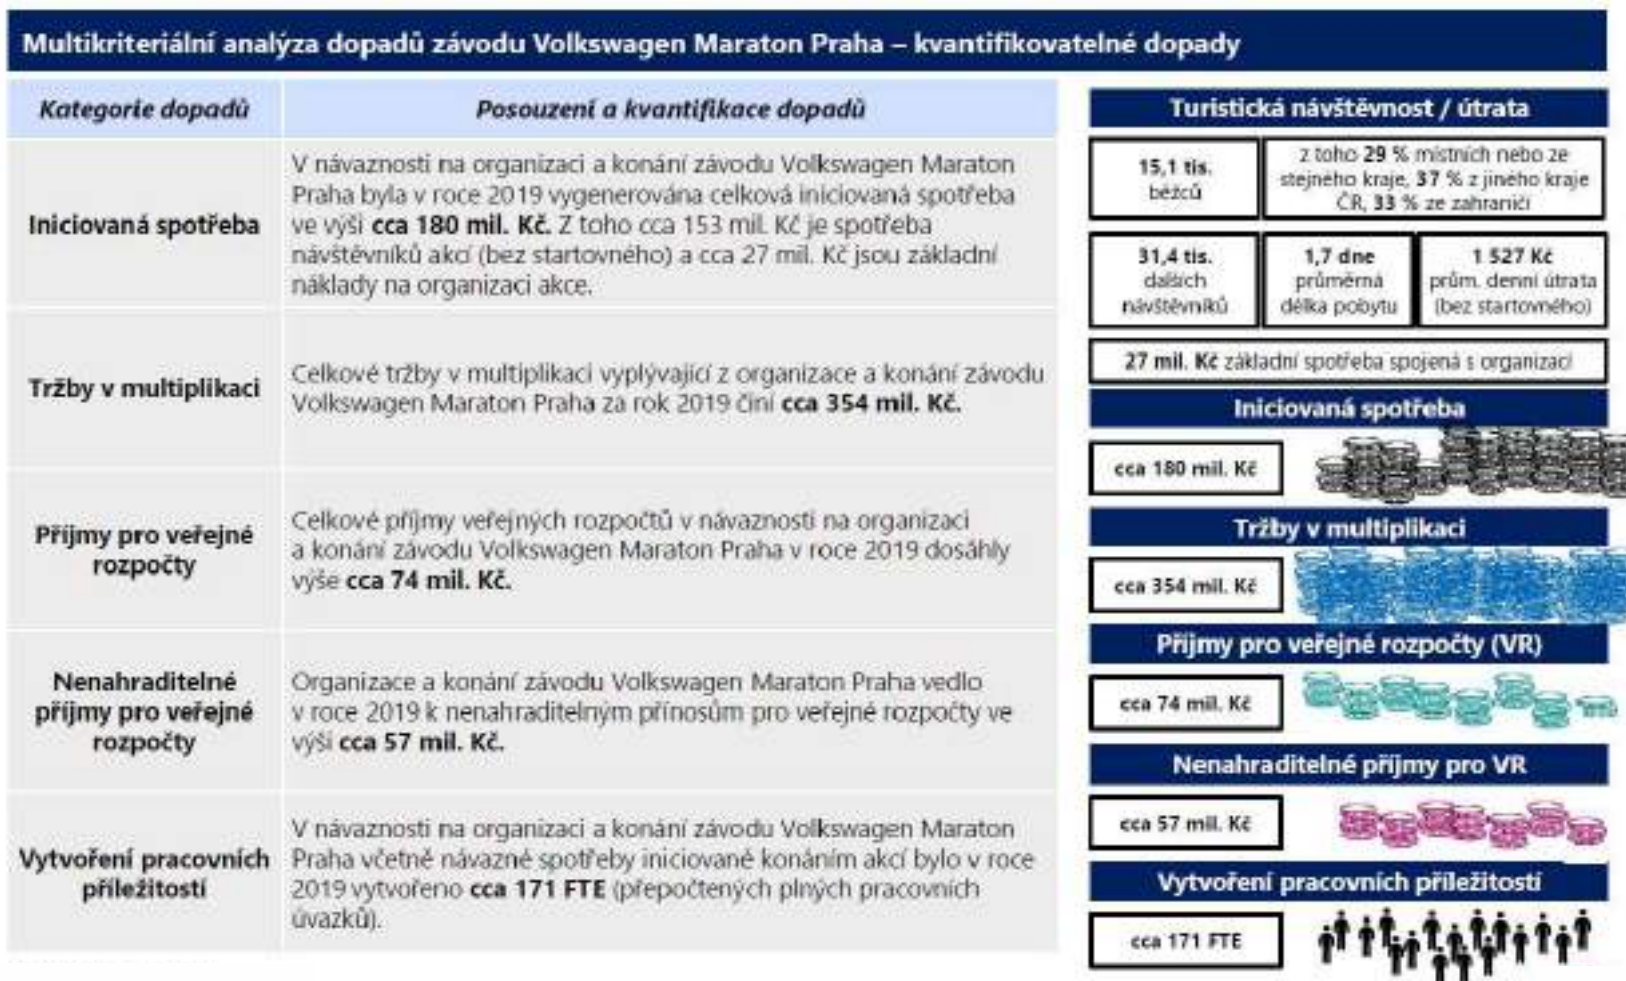 Multikriteriální analýza dopadů závodu Volkswagen Maraton Praha – kvantifikovatelné dopady
Kategorie dopadů
Posouzení a kvantifikace dopadů
Iniciovaná spotřeba
V návaznosti na organizaci a konání závodu Volkswagen Maraton
Praha byla v roce 2019 vygenerována celková iniciovaná spotřeba
ve výši cca 180 mil. Kč. Z toho cca 153 mil. Kč je spotřeba
návštěvníků akcí (bez startovného) a cca 27 mil. Kč jsou základní
náklady na organizaci akce.
Tržby v multiplikaci
Celkové tržby v multiplikaci vyplývající z organizace a konání závodu
Volkswagen Maraton Praha za rok 2019 činí cca 354 mil. Kč.
Příjmy pro veřejné
rozpočty
Celkové příjmy veřejných rozpočtů v návaznosti na organizaci
a konání závodu Volkswagen Maraton Praha v roce 2019 dosáhly
výše cca 74 mil. Kč.
Nenahraditelné
příjmy pro veřejné
rozpočty
Organizace a konání závodu Volkswagen Maraton Praha vedlo
v roce 2019 k nenahraditelným přínosům pro veřejné rozpočty ve
výši cca 57 mil. Kč.
Vytvoření pracovních
příležitostí
V návaznosti na organizaci a konání závodu Volkswagen Maraton
Praha včetně návazné spotřeby iniciované konáním akcí bylo v roce
2019 vytvořeno cca 171 FTE (přepočtených plných pracovních
úvazků).
Turistická návštěvnost / útrata
15,1 tis.
běžců
z toho 29 % místních nebo ze
stejného kraje, 37 % z jiného kraje
ČR, 33 % ze zahraničí
31,4 tis.
dalších
návštěvníků
1,7 dne
průměrná
délka pobytu
1 527 Kč
prům. denní útrata
(bez startovného)
27 mil. Kč základní spotřeba spojená s organizací
Iniciovaná spotřeba
cca 180 mil. Kč
Tržby v multiplikaci
cca 354 mil. Kč
Příjmy pro veřejné rozpočty (VR)
cca 74 mil. Kč
Nenahraditelné příjmy pro VR
cca 57 mil. Kč
Vytvoření pracovních příležitostí
cca 171 FTE